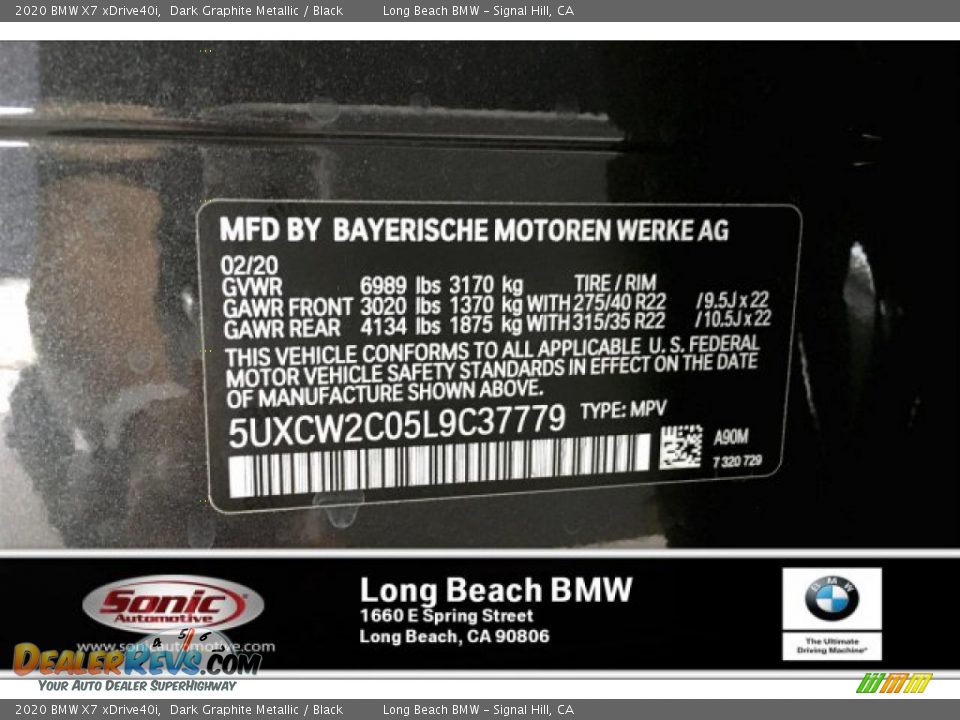 2020 BMW X7 xDrive40i, Dark Graphite Metallic / Black Long Beach BMW - Signal Hill, CA
MFD BY BAYERISCHE MOTOREN WERKE AG
02/20
GVWR 6989 lbs 3170 kg TIRE / RIM
GAWR FRONT 3020 lbs 1370 kg WITH 275/40 R22 /9.5J x 22
GAWR REAR 4134 lbs 1875 kg WITH 315/35 R22 /10.5J x 22
THIS VEHICLE CONFORMS TO ALL APPLICABLE U. S. FEDERAL
MOTOR VEHICLE SAFETY STANDARDS IN EFFECT ON THE DATE
OF MANUFACTURE SHOWN ABOVE.
5UXCW2C05L9C37779 TYPE: MPV
A90M
7 320 729
Sonic
Automotive
www.sonicautomotive.com
Long Beach BMW
1660 E Spring Street
Long Beach, CA 90806
BMW
The Ultimate
Driving Machine®
4 5 6
DealerRevs.com
Your Auto Dealer SuperHighway
2020 BMW X7 xDrive40i, Dark Graphite Metallic / Black Long Beach BMW - Signal Hill, CA